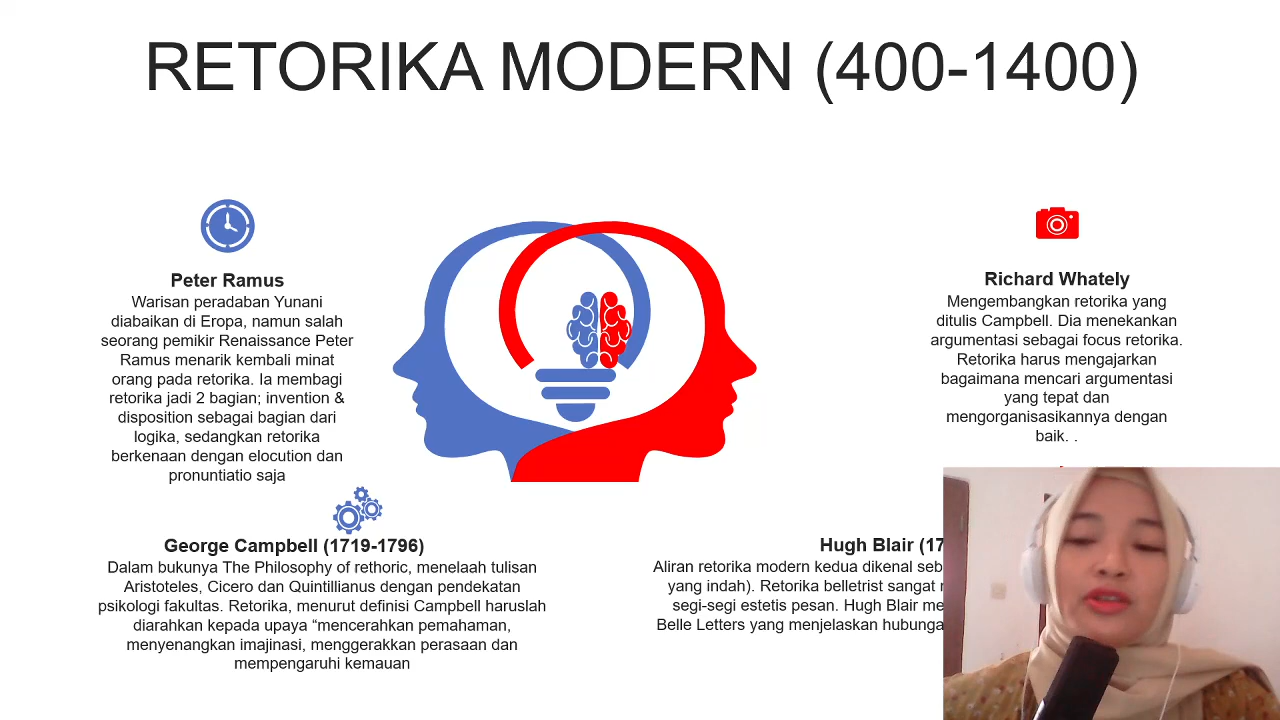 RETORIKA MODERN (400-1400)
Peter Ramus
Warisan peradaban Yunani
diabaikan di Eropa, namun salah
seorang pemikir Renaissance Peter
Ramus menarik kembali minat
orang pada retorika. Ia membagi
retorika jadi 2 bagian; invention &
disposition sebagai bagian dari
logika, sedangkan retorika
berkenaan dengan elocution dan
pronuntiatio saja
Richard Whately
Mengembangkan retorika yang
ditulis Campbell. Dia menekankan
argumentasi sebagai focus retorika.
Retorika harus mengajarkan
bagaimana mencari argumentasi
yang tepat dan
mengorganisasikannya dengan
baik. .
George Campbell (1719-1796)
Dalam bukunya The Philosophy of rethoric, menelaah tulisan
Aristoteles, Cicero dan Quintillianus dengan pendekatan
psikologi fakultas. Retorika, menurut definisi Campbell haruslah
diarahkan kepada upaya “mencerahkan pemahaman,
menyenangkan imajinasi, menggerakkan perasaan dan
mempengaruhi kemauan
Hugh Blair (17
Aliran retorika modern kedua dikenal seb
yang indah). Retorika belletrist sangat
segi-segi estetis pesan. Hugh Blair me
Belle Letters yang menjelaskan hubunga